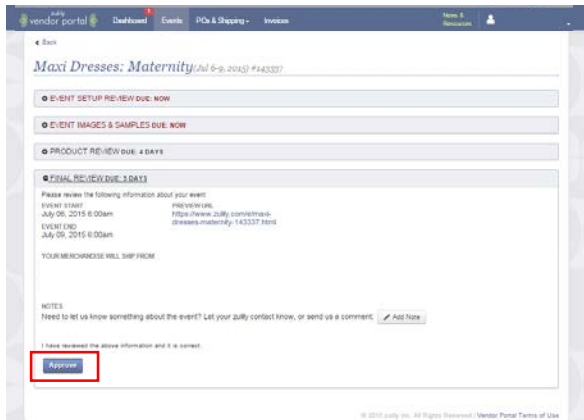 zulily
vendor portal Dashboard Events POs & Shipping Invoices News & Resources
Back
Maxi Dresses: Maternity (Jul 6-9, 2015) #143337
EVENT SETUP REVIEW DUE: NOW
EVENT IMAGES & SAMPLES DUE: NOW
PRODUCT REVIEW DUE: 4 DAYS
FINAL REVIEW DUE: 5 DAYS
Please review the following information about your event:
EVENT START
July 06, 2015 6:00am
EVENT END
July 09, 2015 6:00am
PREVIEW URL
https://www.zulily.com/e/maxi-
dresses-maternity-143337.html
YOUR MERCHANDISE WILL SHIP FROM
NOTES
Need to let us know something about the event? Let your zulily contact know, or send us a comment. Add Note
I have reviewed the above information and it is correct.
Approve
© 2015 zulily inc. All Rights Reserved | Vendor Portal Terms of Use